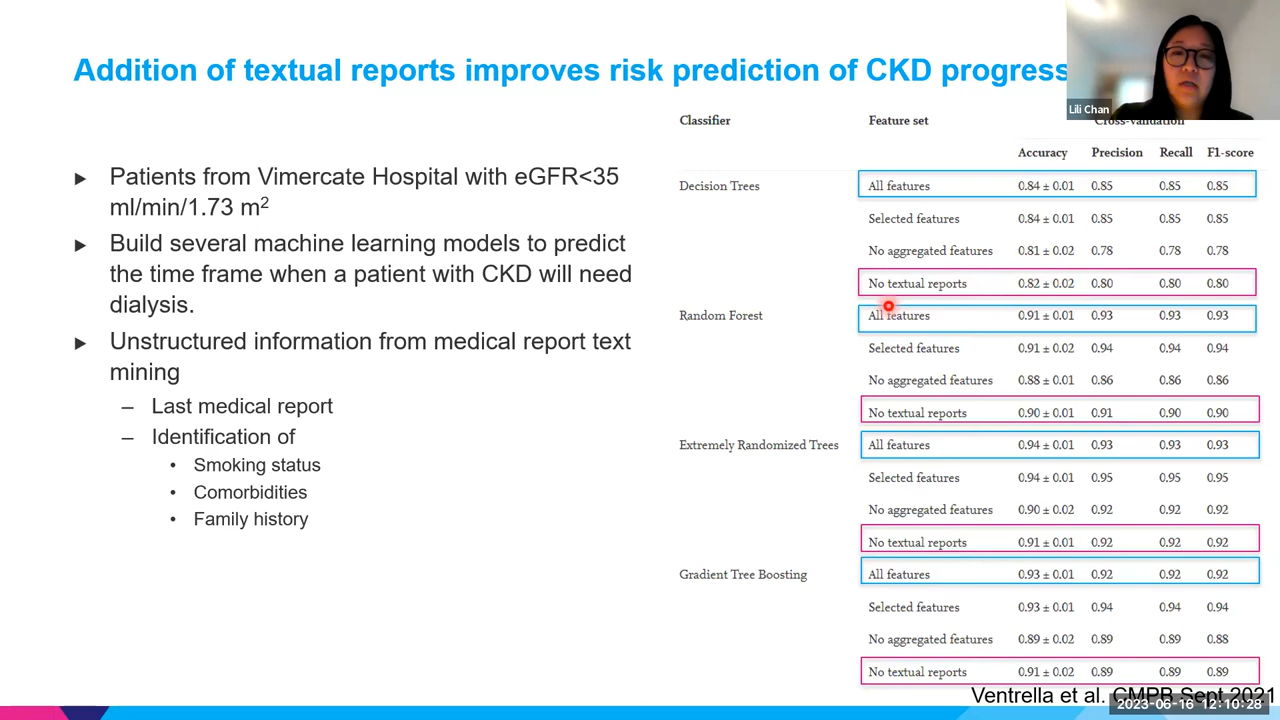 Addition of textual reports improves risk prediction of CKD progress
Lili Chan
▶ Patients from Vimercate Hospital with eGFR<35
ml/min/1.73 m²
▶ Build several machine learning models to predict
the time frame when a patient with CKD will need
dialysis.
▶ Unstructured information from medical report text
mining
– Last medical report
– Identification of
• Smoking status
• Comorbidities
• Family history
Classifier Feature set Cross-validation
Accuracy Precision Recall F1-score
Decision Trees All features 0.84 ± 0.01 0.85 0.85 0.85
Selected features 0.84 ± 0.01 0.85 0.85 0.85
No aggregated features 0.81 ± 0.02 0.78 0.78 0.78
No textual reports 0.82 ± 0.02 0.80 0.80 0.80
Random Forest All features 0.91 ± 0.01 0.93 0.93 0.93
Selected features 0.91 ± 0.02 0.94 0.94 0.94
No aggregated features 0.88 ± 0.01 0.86 0.86 0.86
No textual reports 0.90 ± 0.01 0.91 0.90 0.90
Extremely Randomized Trees All features 0.94 ± 0.01 0.93 0.93 0.93
Selected features 0.94 ± 0.01 0.95 0.95 0.95
No aggregated features 0.90 ± 0.02 0.92 0.92 0.92
No textual reports 0.91 ± 0.01 0.92 0.92 0.92
Gradient Tree Boosting All features 0.93 ± 0.01 0.92 0.92 0.92
Selected features 0.93 ± 0.01 0.94 0.94 0.94
No aggregated features 0.89 ± 0.02 0.89 0.89 0.88
No textual reports 0.91 ± 0.02 0.89 0.89 0.89
Ventrella et al. CMPB Sept 2021
2023-06-16 12:10:28